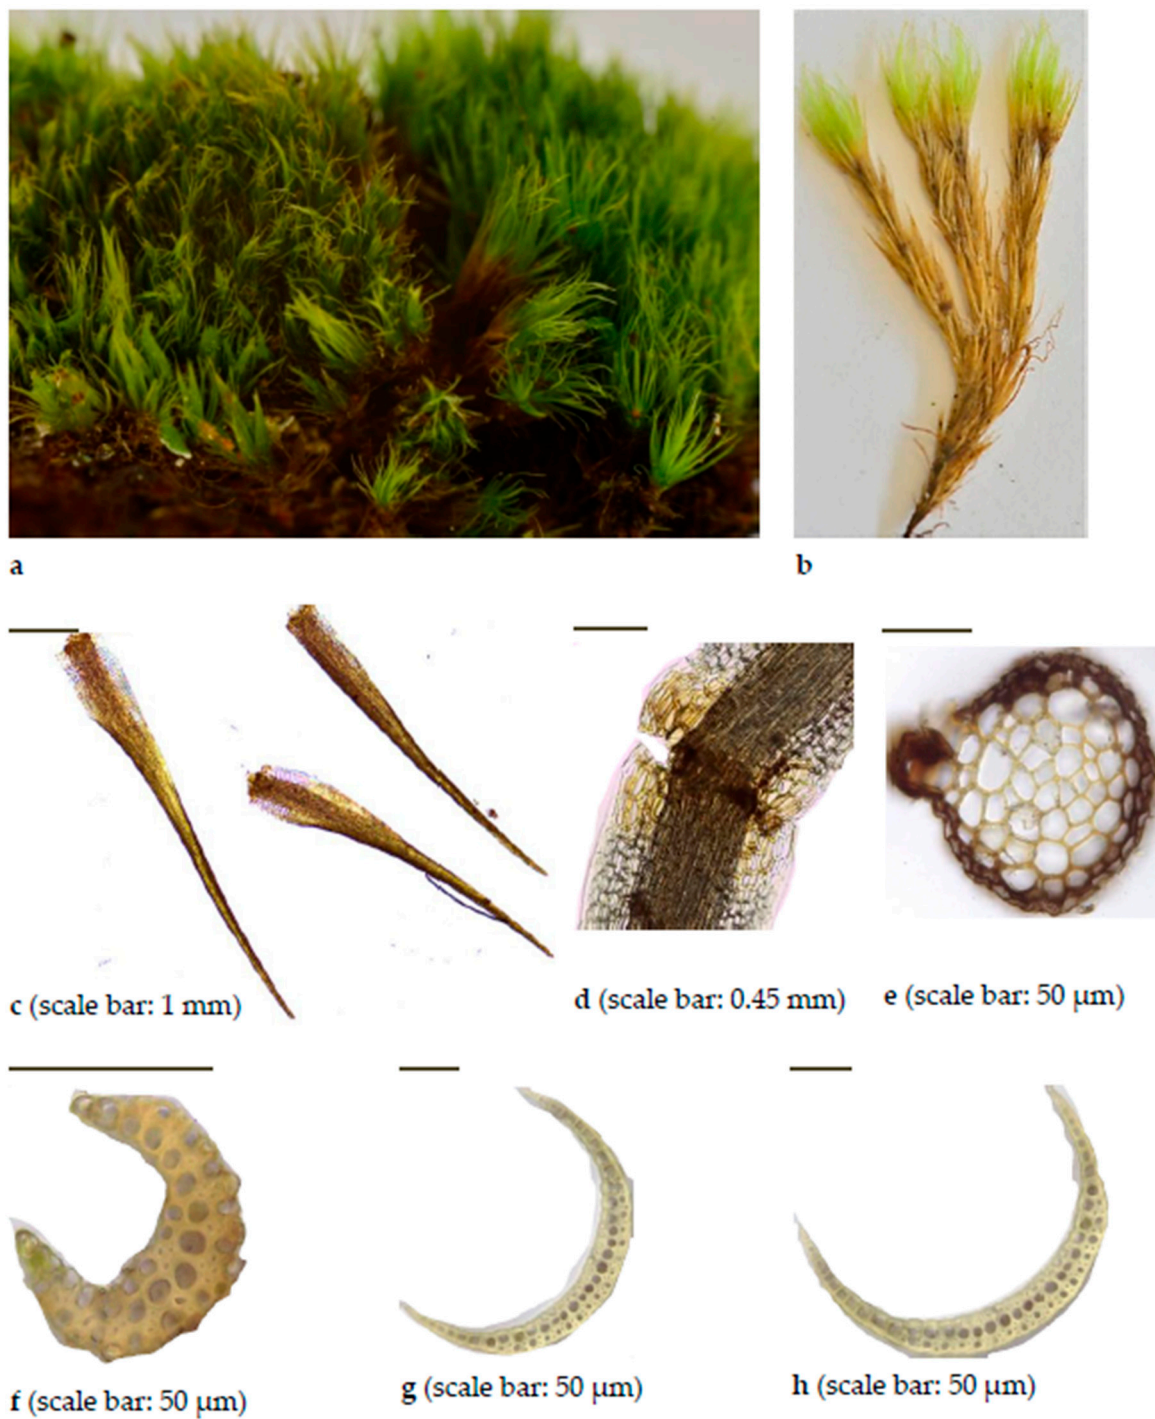 a
b
c (scale bar: 1 mm)
d (scale bar: 0.45 mm)
e (scale bar: 50 μm)
f (scale bar: 50 μm)
g (scale bar: 50 μm)
h (scale bar: 50 μm)